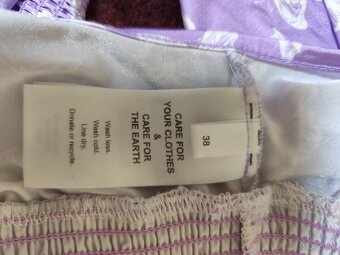 38
CARE FOR
YOUR CLOTHES
&
CARE FOR
THE EARTH
Wash less.
Wash cold.
Line dry.
Donate or recycle.